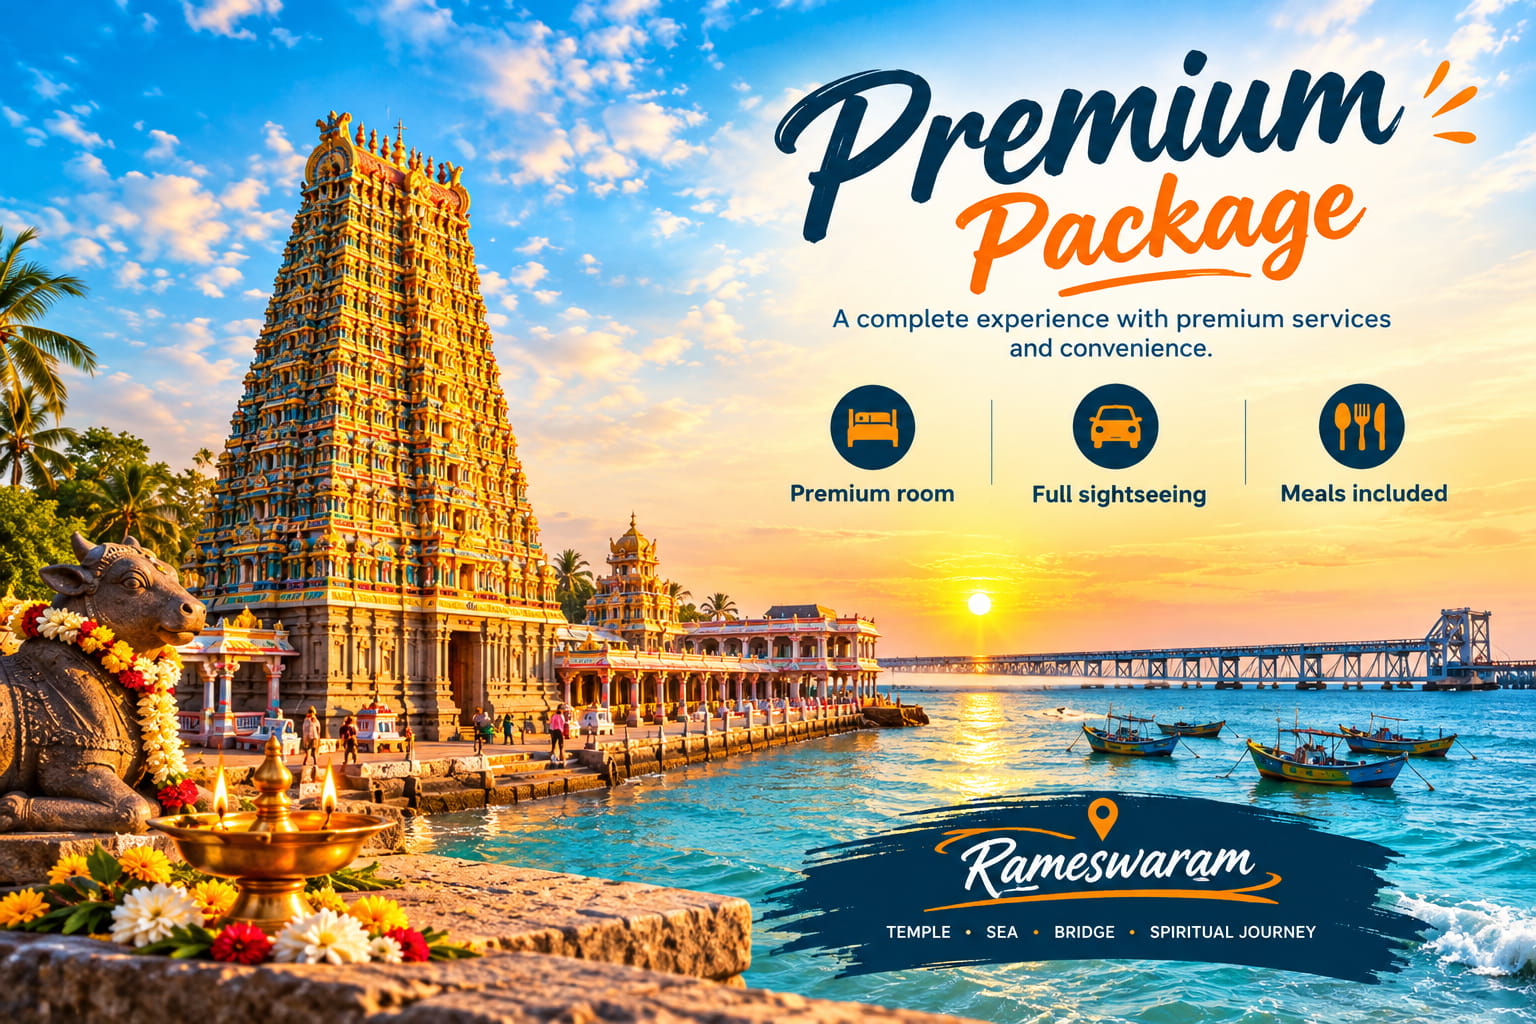 Premium
Package
A complete experience with premium services
and convenience.
Premium room
Full sightseeing
Meals included
Rameswaram
TEMPLE • SEA • BRIDGE • SPIRITUAL JOURNEY